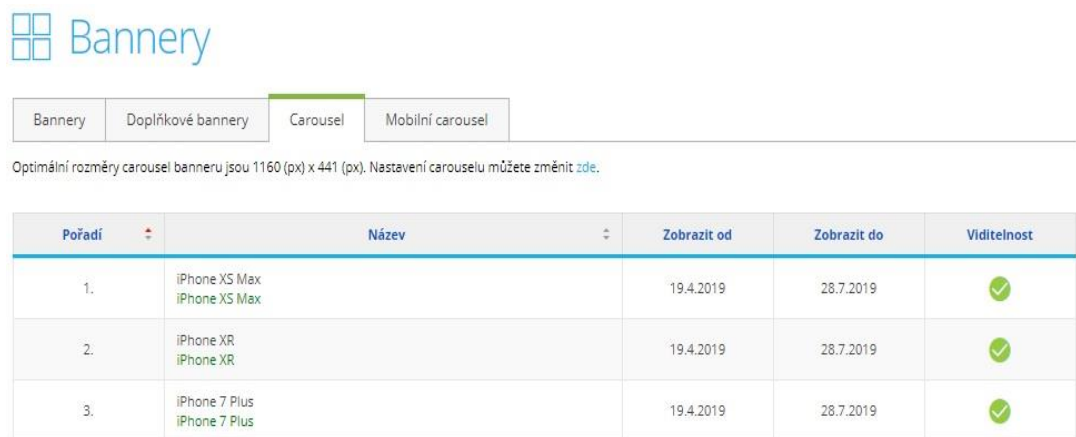 Bannery
Bannery Doplňkové bannery Carousel Mobilní carousel
Optimální rozměry carousel banneru jsou 1160 (px) x 441 (px). Nastavení carouselu můžete změnit zde.
Pořadí Název Zobrazit od Zobrazit do Viditelnost
1. iPhone XS Max 19.4.2019 28.7.2019
iPhone XS Max
2. iPhone XR 19.4.2019 28.7.2019
iPhone XR
3. iPhone 7 Plus 19.4.2019 28.7.2019
iPhone 7 Plus